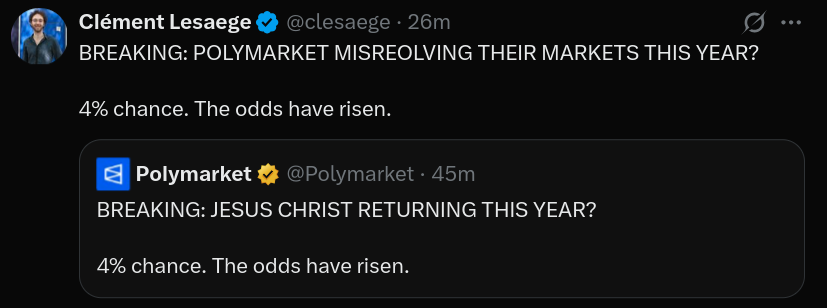 Clément Lesaege @clesaege · 26m
BREAKING: POLYMARKET MISREOLVING THEIR MARKETS THIS YEAR?
4% chance. The odds have risen.
Polymarket @Polymarket · 45m
BREAKING: JESUS CHRIST RETURNING THIS YEAR?
4% chance. The odds have risen.